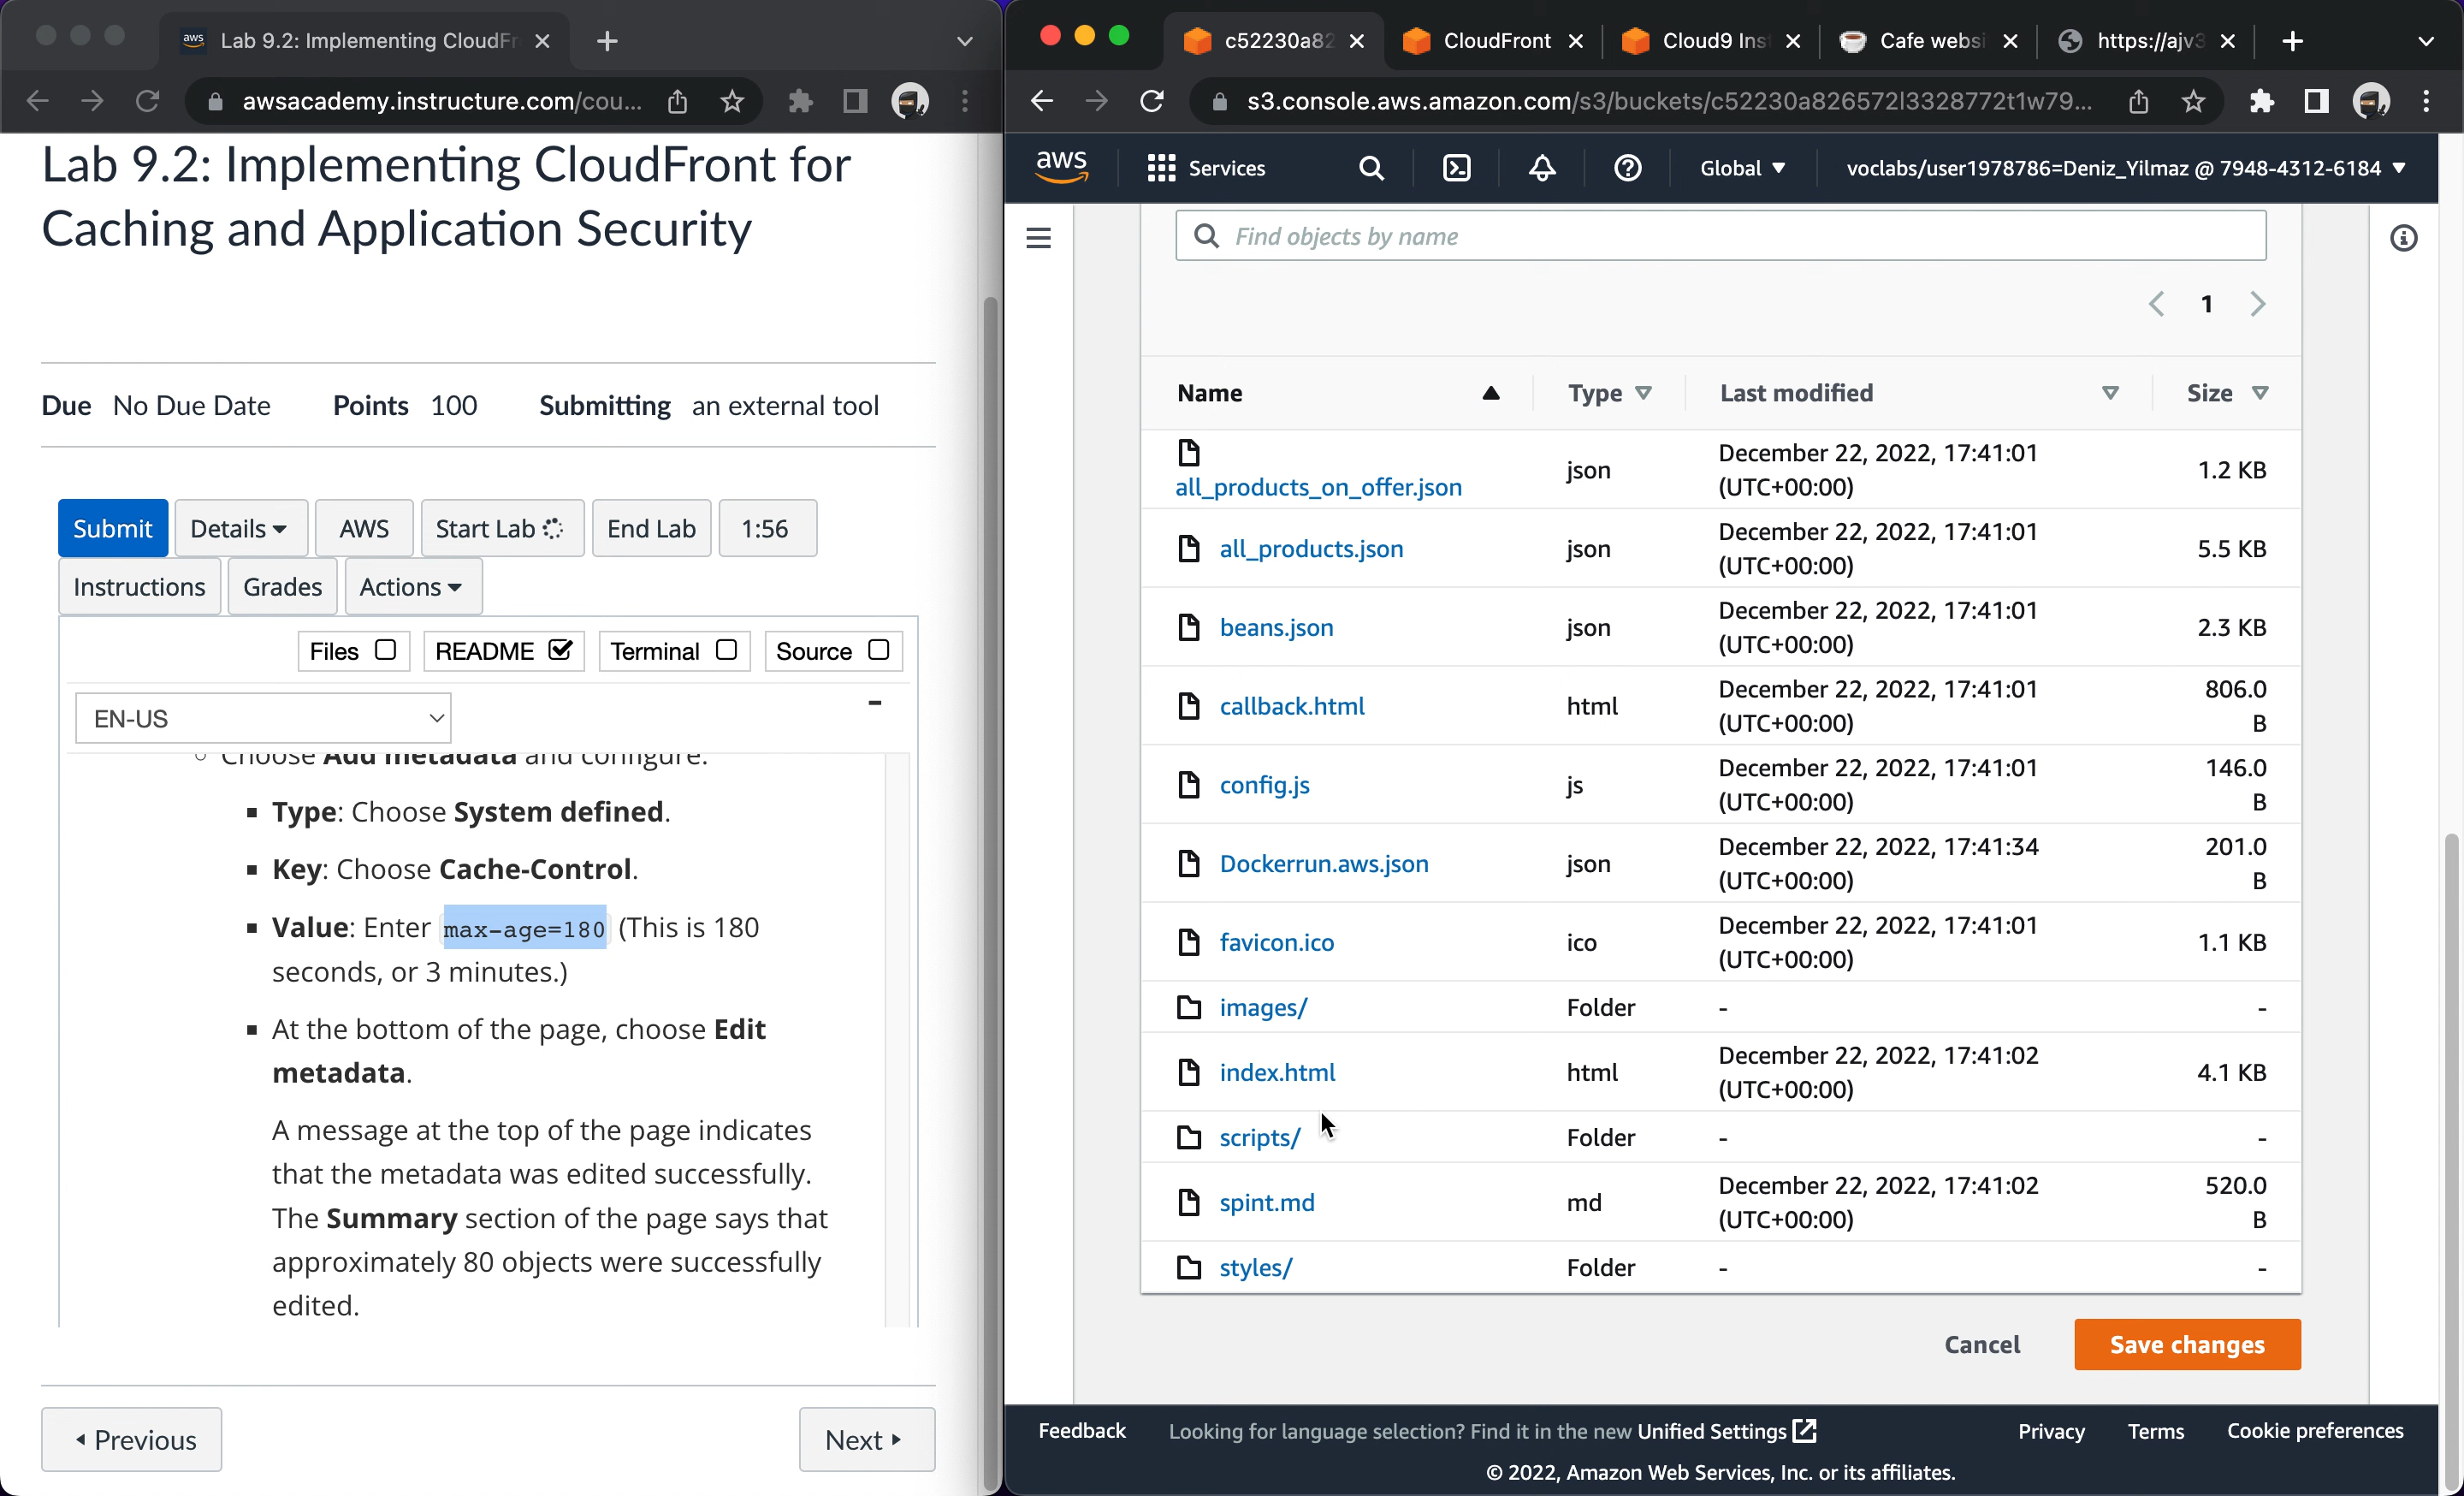 aws Lab 9.2: Implementing CloudFr
awsacademy.instructure.com/cou...
Lab 9.2: Implementing CloudFront for
Caching and Application Security
Due No Due Date Points 100 Submitting an external tool
Submit Details AWS Start Lab End Lab 1:56
Instructions Grades Actions
Files README Terminal Source
EN-US
Choose Add metadata and configure:
Type: Choose System defined.
Key: Choose Cache-Control.
Value: Enter max-age=180 (This is 180
seconds, or 3 minutes.)
At the bottom of the page, choose Edit
metadata.
A message at the top of the page indicates
that the metadata was edited successfully.
The Summary section of the page says that
approximately 80 objects were successfully
edited.
Previous Next
c52230a82 CloudFront Cloud9 Ins Cafe websi https://ajv3
s3.console.aws.amazon.com/s3/buckets/c52230a826572l3328772t1w79...
aws Services Global voclabs/user1978786=Deniz_Yilmaz @ 7948-4312-6184
Find objects by name
1
Name Type Last modified Size
all_products_on_offer.json json December 22, 2022, 17:41:01 (UTC+00:00) 1.2 KB
all_products.json json December 22, 2022, 17:41:01 (UTC+00:00) 5.5 KB
beans.json json December 22, 2022, 17:41:01 (UTC+00:00) 2.3 KB
callback.html html December 22, 2022, 17:41:01 (UTC+00:00) 806.0 B
config.js js December 22, 2022, 17:41:01 (UTC+00:00) 146.0 B
Dockerrun.aws.json json December 22, 2022, 17:41:34 (UTC+00:00) 201.0 B
favicon.ico ico December 22, 2022, 17:41:01 (UTC+00:00) 1.1 KB
images/ Folder - -
index.html html December 22, 2022, 17:41:02 (UTC+00:00) 4.1 KB
scripts/ Folder - -
spint.md md December 22, 2022, 17:41:02 (UTC+00:00) 520.0 B
styles/ Folder - -
Cancel Save changes
Feedback Looking for language selection? Find it in the new Unified Settings Privacy Terms Cookie preferences
© 2022, Amazon Web Services, Inc. or its affiliates.